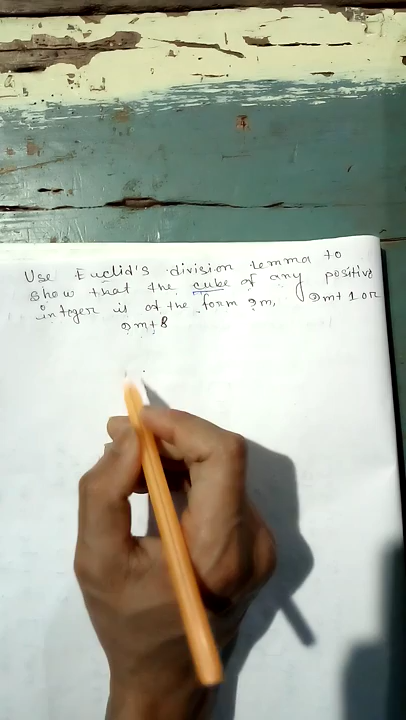 Use Euclid's division lemma to
show that the cube of any positive
integer is of the form 9m, 9m+1 or
9m+8